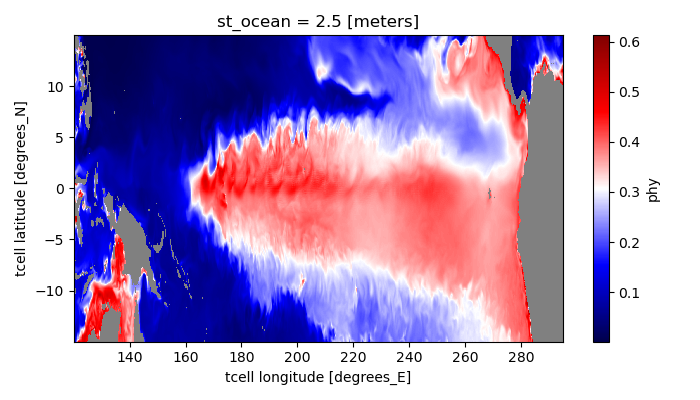 st_ocean = 2.5 [meters]
10
5
0
−5
−10
tcell latitude [degrees_N]
140 160 180 200 220 240 260 280
tcell longitude [degrees_E]
0.6
0.5
0.4
0.3
0.2
0.1
phy